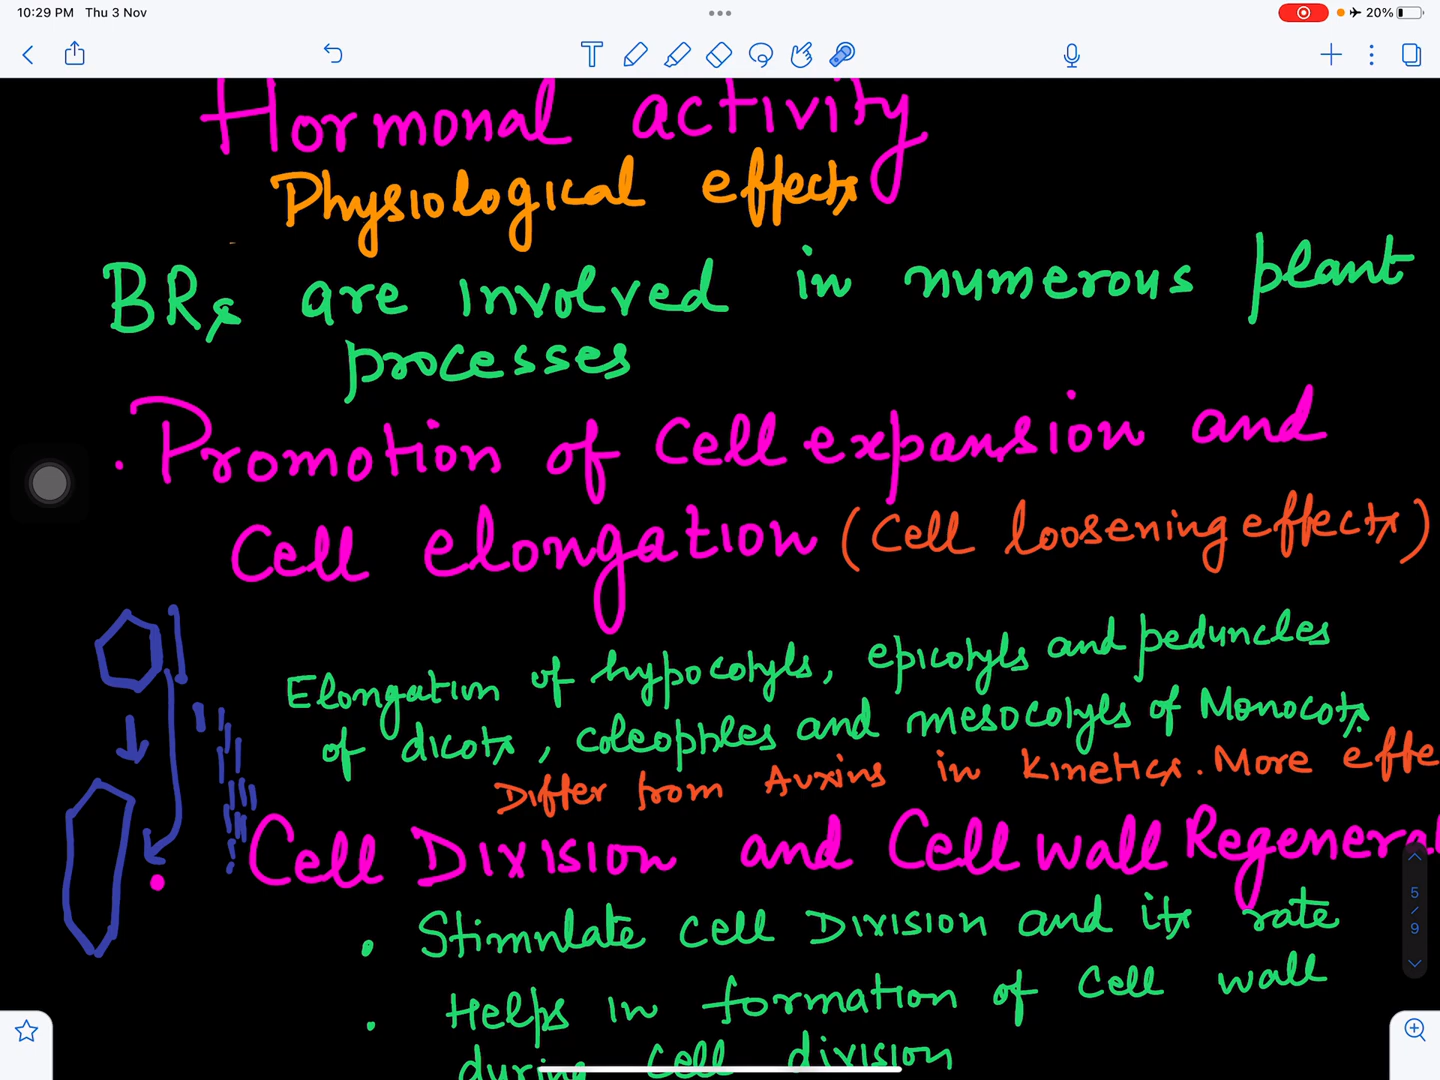 10:29 PM Thu 3 Nov
20%
Hormonal activity
Physiological effects
BRs are involved in numerous plant
processes
. Promotion of cell expansion and
cell elongation (cell loosening effects)
Elongation of hypocotyls, epicotyls and peduncles
of dicots, coleoptiles and mesocotyls of Monocots
Differ from Auxins in kinetics. More effe
• Cell Division and Cell wall Regenera
• Stimulate cell Division and its rate
• Helps in formation of cell wall
during cell division
5
/
9